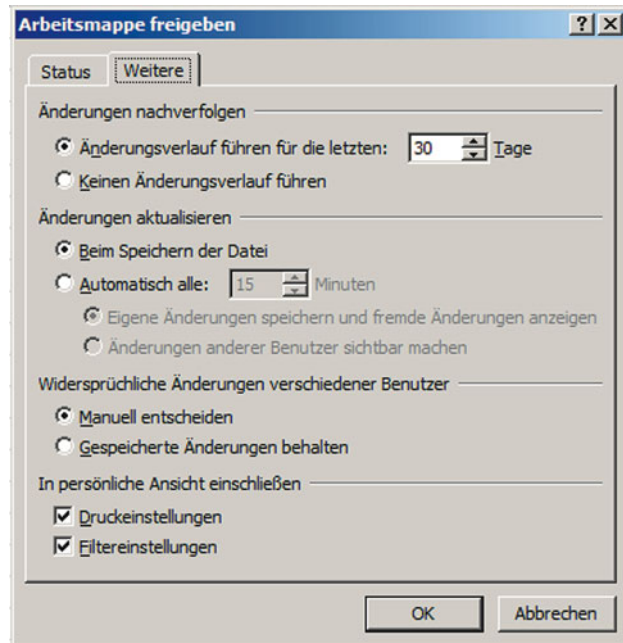 Arbeitsmappe freigeben
Status Weitere
Änderungen nachverfolgen
Änderungsverlauf führen für die letzten: 30 Tage
Keinen Änderungsverlauf führen
Änderungen aktualisieren
Beim Speichern der Datei
Automatisch alle: 15 Minuten
Eigene Änderungen speichern und fremde Änderungen anzeigen
Änderungen anderer Benutzer sichtbar machen
Widersprüchliche Änderungen verschiedener Benutzer
Manuell entscheiden
Gespeicherte Änderungen behalten
In persönliche Ansicht einschließen
Druckeinstellungen
Filtereinstellungen
OK Abbrechen